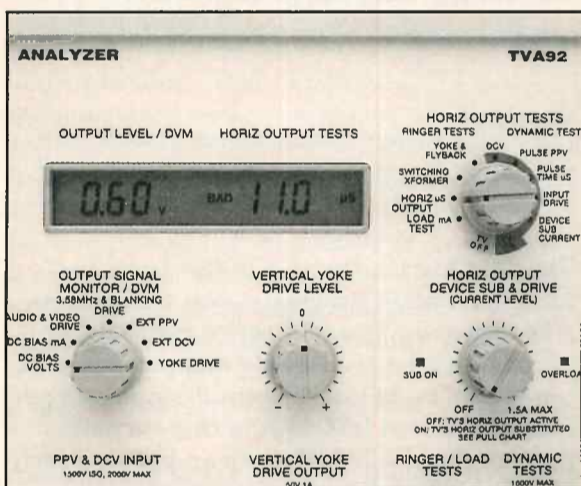 ANALYZER TVA92
HORIZ OUTPUT TESTS
OUTPUT LEVEL / DVM HORIZ OUTPUT TESTS
RINGER TESTS DYNAMIC TEST
YOKE & FLYBACK
DCV
PULSE PPV
SWITCHING XFORMER
PULSE TIME uS
0.60 V BAD 11.0 µS
HORIZ uS
OUTPUT
LOAD mA
TEST
INPUT DRIVE
DEVICE SUB CURRENT
TV OFF
OUTPUT SIGNAL
MONITOR / DVM
3.58MHz & BLANKING
DRIVE
AUDIO & VIDEO
DRIVE
EXT PPV
DC BIAS mA
EXT DCV
DC BIAS
VOLTS
YOKE DRIVE
VERTICAL YOKE
DRIVE LEVEL
0
- +
HORIZ OUTPUT
DEVICE SUB & DRIVE
(CURRENT LEVEL)
SUB ON
OVERLOA
OFF 1.5A MAX
OFF: TV'S HORIZ OUTPUT ACTIVE
ON: TV'S HORIZ OUTPUT SUBSTITUTED
SEE PULL CHART
PPV & DCV INPUT
1500V ISO, 2000V MAX
VERTICAL YOKE
DRIVE OUTPUT
50V 1A
RINGER / LOAD
TESTS
DYNAMIC
TESTS
1000V MAX